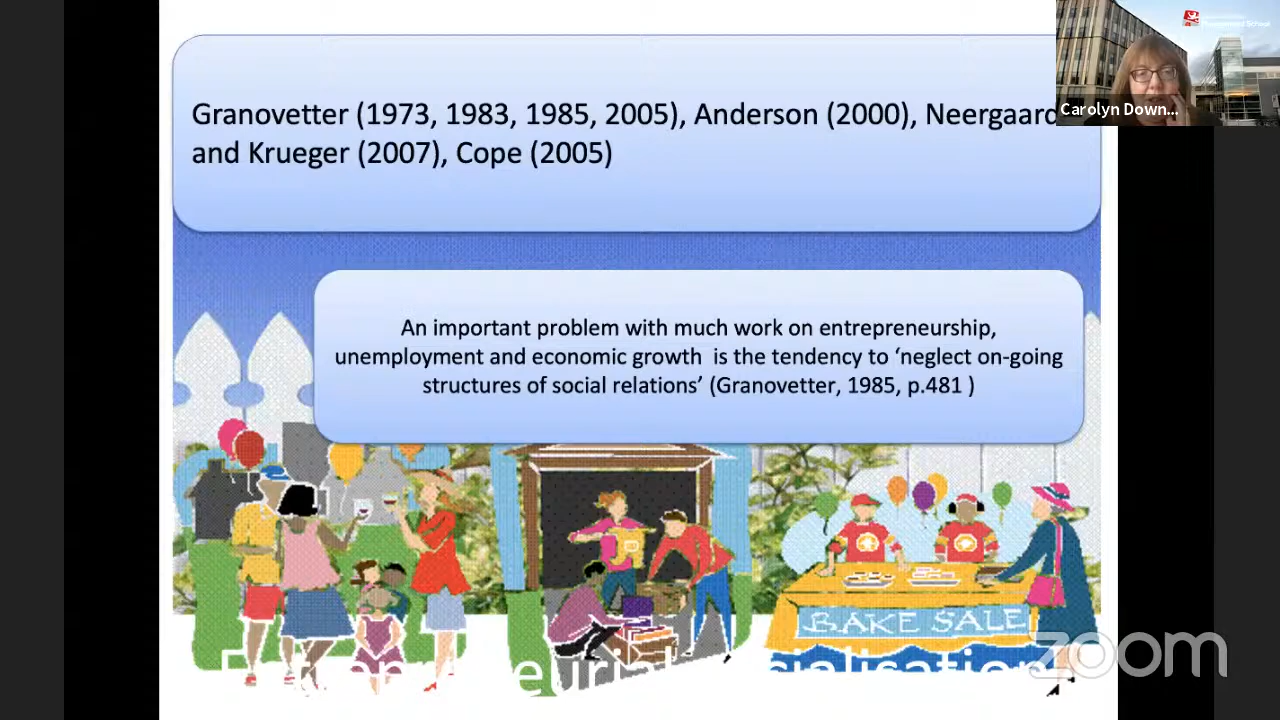 Granovetter (1973, 1983, 1985, 2005), Anderson (2000), Neergaard
and Krueger (2007), Cope (2005)
Carolyn Down...
An important problem with much work on entrepreneurship,
unemployment and economic growth is the tendency to ‘neglect on-going
structures of social relations’ (Granovetter, 1985, p.481 )
BAKE SALE
Entrepreneurial socialisation
zoom